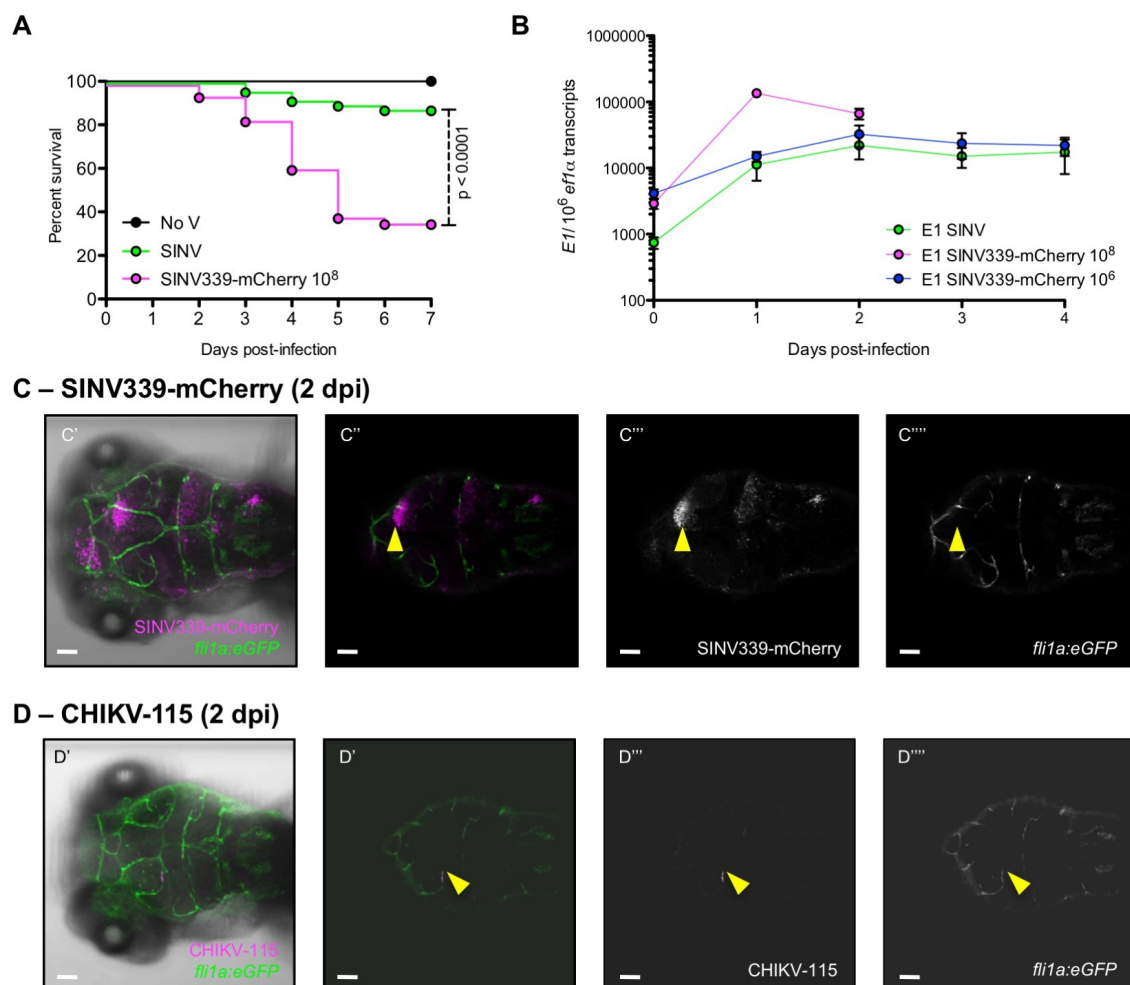 A
Percent survival
100
80
60
40
20
0
No V
SINV
SINV339-mCherry 10⁸
p < 0.0001
0 1 2 3 4 5 6 7
Days post-infection
B
E1/ 10⁶ ef1α transcripts
1000000
100000
10000
1000
100
E1 SINV
E1 SINV339-mCherry 10⁸
E1 SINV339-mCherry 10⁶
0 1 2 3 4
Days post-infection
C – SINV339-mCherry (2 dpi)
C'
SINV339-mCherry
fli1a:eGFP
C''
C'''
SINV339-mCherry
C''''
fli1a:eGFP
D – CHIKV-115 (2 dpi)
D'
CHIKV-115
fli1a:eGFP
D'
D'''
CHIKV-115
D''''
fli1a:eGFP